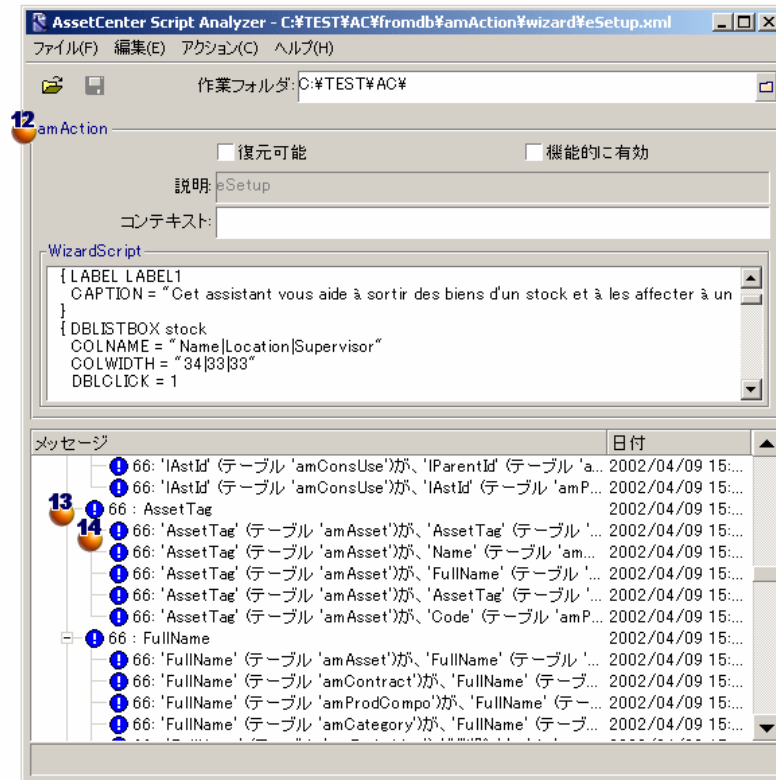 AssetCenter Script Analyzer - C:¥TEST¥AC¥fromdb¥amAction¥wizard¥eSetup.xml
ファイル(F) 編集(E) アクション(C) ヘルプ(H)
作業フォルダ: C:¥TEST¥AC¥
12
amAction
復元可能 機能的に有効
説明: eSetup
コンテキスト:
WizardScript
{ LABEL LABEL1
CAPTION = "Cet assistant vous aide à sortir des biens d'un stock et à les affecter à un
}
{ DBLISTBOX stock
COLNAME = "Name|Location|Supervisor"
COLWIDTH = "34|33|33"
DBLCLICK = 1
メッセージ 日付
66: 'lAstId' (テーブル 'amConsUse')が、'lParentId' (テーブル 'a... 2002/04/09 15:...
66: 'lAstId' (テーブル 'amConsUse')が、'lAstId' (テーブル 'amP... 2002/04/09 15:...
13 66 : AssetTag 2002/04/09 15:...
14 66: 'AssetTag' (テーブル 'amAsset')が、'AssetTag' (テーブル '... 2002/04/09 15:...
66: 'AssetTag' (テーブル 'amAsset')が、'Name' (テーブル 'am... 2002/04/09 15:...
66: 'AssetTag' (テーブル 'amAsset')が、'FullName' (テーブル '... 2002/04/09 15:...
66: 'AssetTag' (テーブル 'amAsset')が、'AssetTag' (テーブル '... 2002/04/09 15:...
66: 'AssetTag' (テーブル 'amAsset')が、'Code' (テーブル 'amP... 2002/04/09 15:...
66 : FullName 2002/04/09 15:...
66: 'FullName' (テーブル 'amAsset')が、'FullName' (テーブル '... 2002/04/09 15:...
66: 'FullName' (テーブル 'amContract')が、'FullName' (テーブ... 2002/04/09 15:...
66: 'FullName' (テーブル 'amProdCompo')が、'FullName' (テー... 2002/04/09 15:...
66: 'FullName' (テーブル 'amCategory')が、'FullName' (テーブ... 2002/04/09 15:...